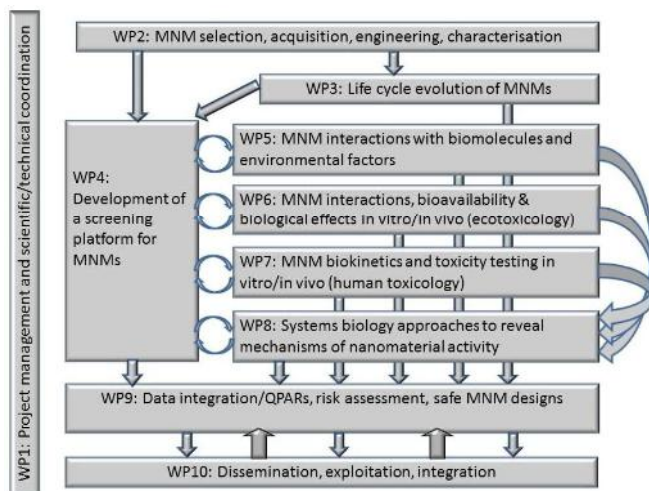 WP1: Project management and scientific/technical coordination
WP2: MNM selection, acquisition, engineering, characterisation
WP3: Life cycle evolution of MNMs
WP4:
Development of
a screening
platform for
MNMs
WP5: MNM interactions with biomolecules and
environmental factors
WP6: MNM interactions, bioavailability &
biological effects in vitro/in vivo (ecotoxicology)
WP7: MNM biokinetics and toxicity testing in
vitro/in vivo (human toxicology)
WP8: Systems biology approaches to reveal
mechanisms of nanomaterial activity
WP9: Data integration/QPARs, risk assessment, safe MNM designs
WP10: Dissemination, exploitation, integration